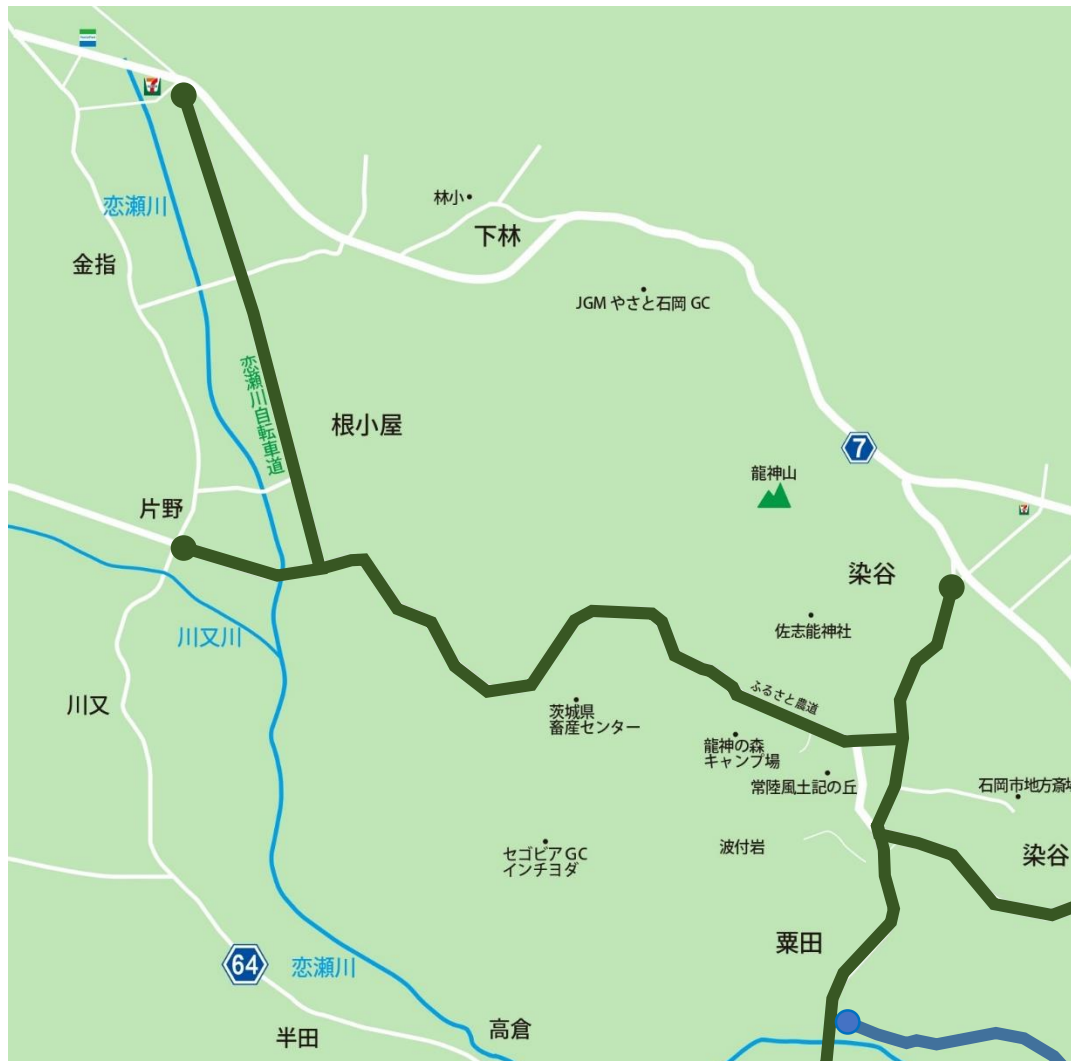 恋瀬川
金指
林小
下林
JGM やさと石岡 GC
恋瀬川自転車道
根小屋
7
龍神山
片野
染谷
佐志能神社
川又川
川又
ふるさと農道
茨城県
畜産センター
龍神の森
キャンプ場
常陸風土記の丘
石岡市地方斎場
波付岩
セゴビア GC
インチヨダ
染谷
粟田
64
恋瀬川
高倉
半田